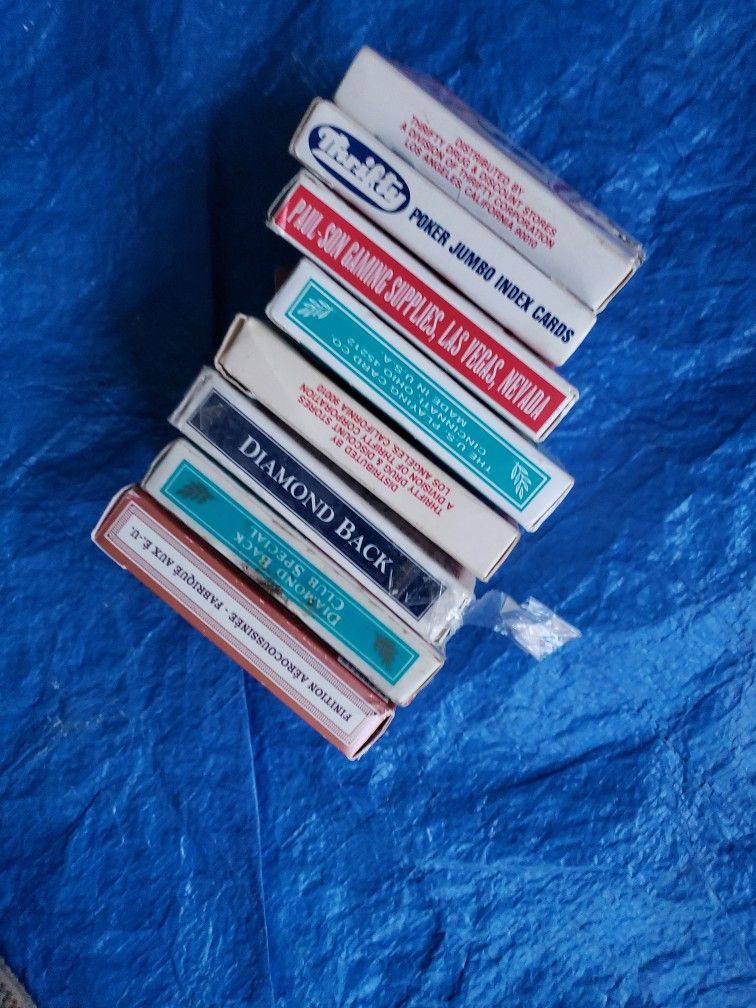 DISTRIBUTED BY
THRIFTY DRUG & DISCOUNT STORES
A DIVISION OF THRIFTY CORPORATION
LOS ANGELES, CALIFORNIA 90010
Thrifty
POKER JUMBO INDEX CARDS
PAUL-SON GAMING SUPPLIES, LAS VEGAS, NEVADA
THE U.S. PLAYING CARD CO.
CINCINNATI, OHIO 45212
MADE IN U.S.A.
DISTRIBUTED BY
THRIFTY DRUG & DISCOUNT STORES
A DIVISION OF THRIFTY CORPORATION
LOS ANGELES, CALIFORNIA 90010
DIAMOND BACK
DIAMOND BACK
CLUB SPECIAL
FINITION AÉROCOUSSINÉE - FABRIQUÉ AUX É.-U.